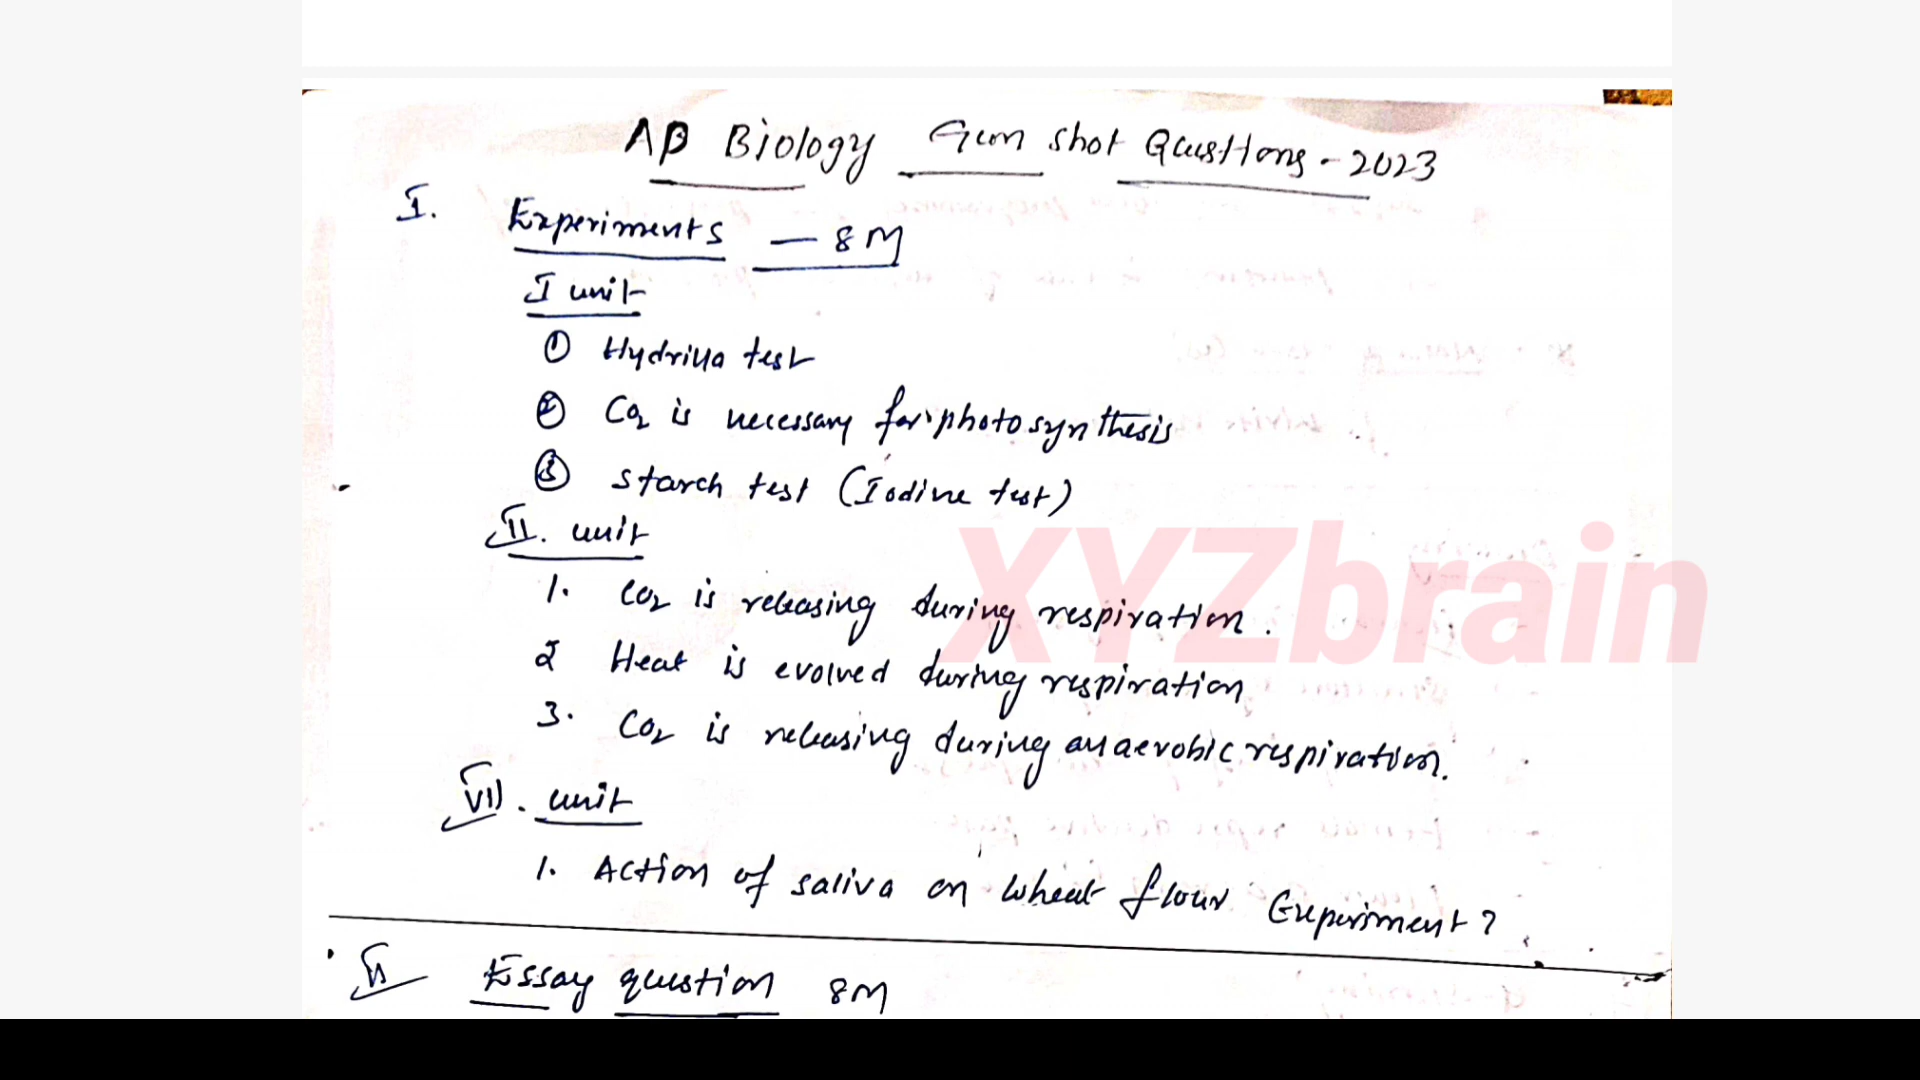 AP Biology Gun shot Questions - 2023
I. Experiments — 8M
I unit
① Hydrilla test
② CO2 is necessary for photosynthesis
③ Starch test (Iodine test)
II. unit
1. CO2 is releasing during respiration.
2 Heat is evolved during respiration
3. CO2 is releasing during anaerobic respiration.
VII. unit
1. Action of saliva on wheat flour Experiment?
XYZbrain
II Essay question 8M